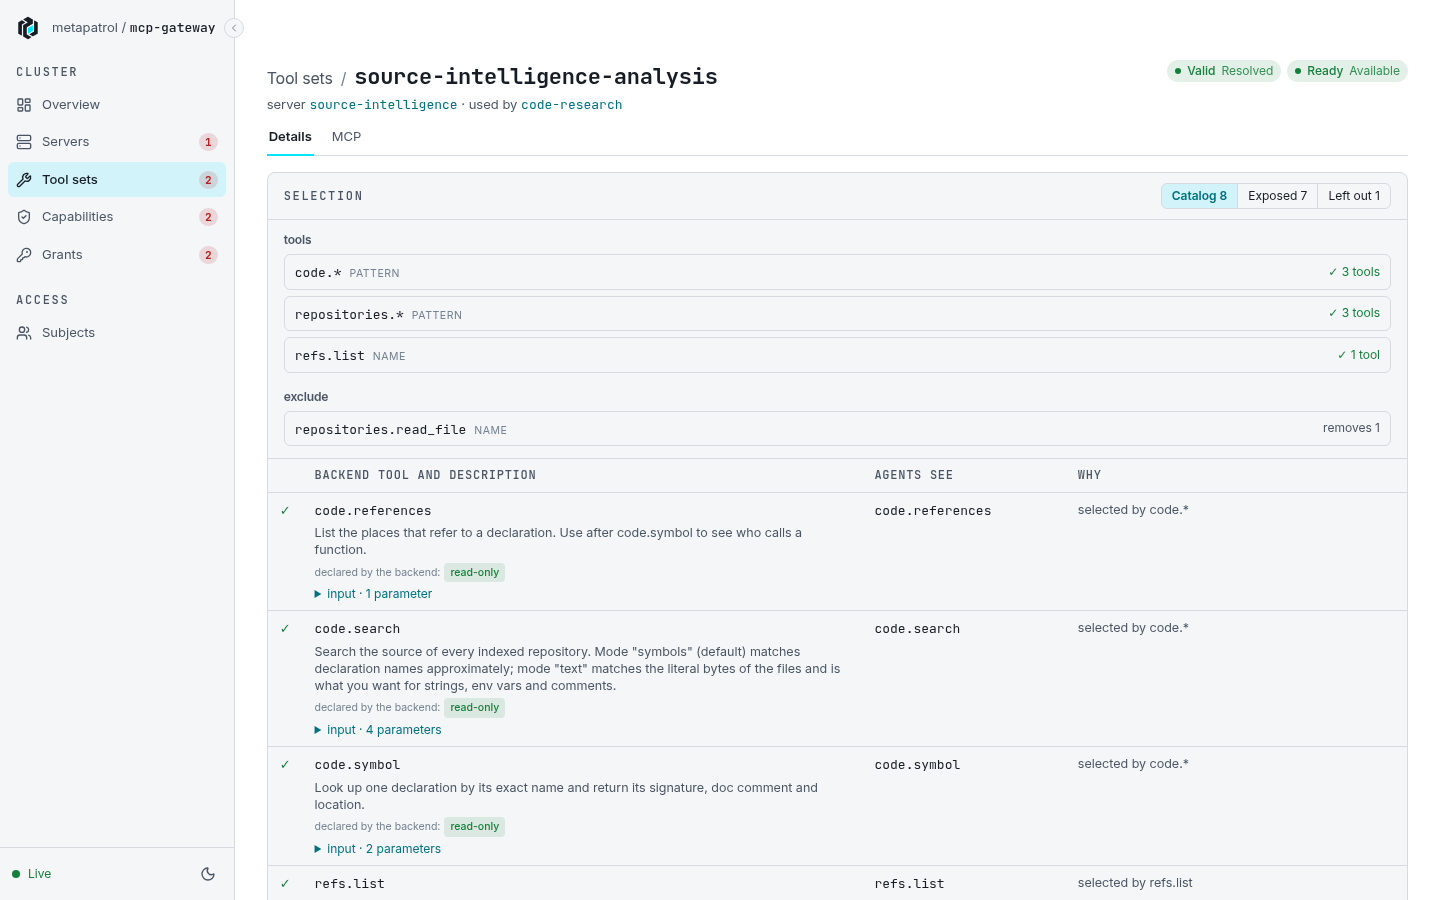 metapatrol / mcp-gateway
CLUSTER
Overview
Servers 1
Tool sets 2
Capabilities 2
Grants 2
ACCESS
Subjects
Live
Tool sets / source-intelligence-analysis
Valid Resolved
Ready Available
server source-intelligence · used by code-research
Details MCP
SELECTION
Catalog 8 Exposed 7 Left out 1
tools
code.* PATTERN ✓ 3 tools
repositories.* PATTERN ✓ 3 tools
refs.list NAME ✓ 1 tool
exclude
repositories.read_file NAME removes 1
BACKEND TOOL AND DESCRIPTION AGENTS SEE WHY
✓ code.references code.references selected by code.*
List the places that refer to a declaration. Use after code.symbol to see who calls a
function.
declared by the backend: read-only
▶ input · 1 parameter
✓ code.search code.search selected by code.*
Search the source of every indexed repository. Mode "symbols" (default) matches
declaration names approximately; mode "text" matches the literal bytes of the files and is
what you want for strings, env vars and comments.
declared by the backend: read-only
▶ input · 4 parameters
✓ code.symbol code.symbol selected by code.*
Look up one declaration by its exact name and return its signature, doc comment and
location.
declared by the backend: read-only
▶ input · 2 parameters
✓ refs.list refs.list selected by refs.list